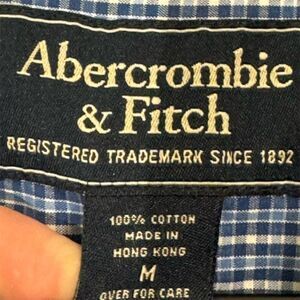 Abercrombie
& Fitch
REGISTERED TRADEMARK SINCE 1892
100% COTTON
MADE IN
HONG KONG
M
OVER FOR CARE